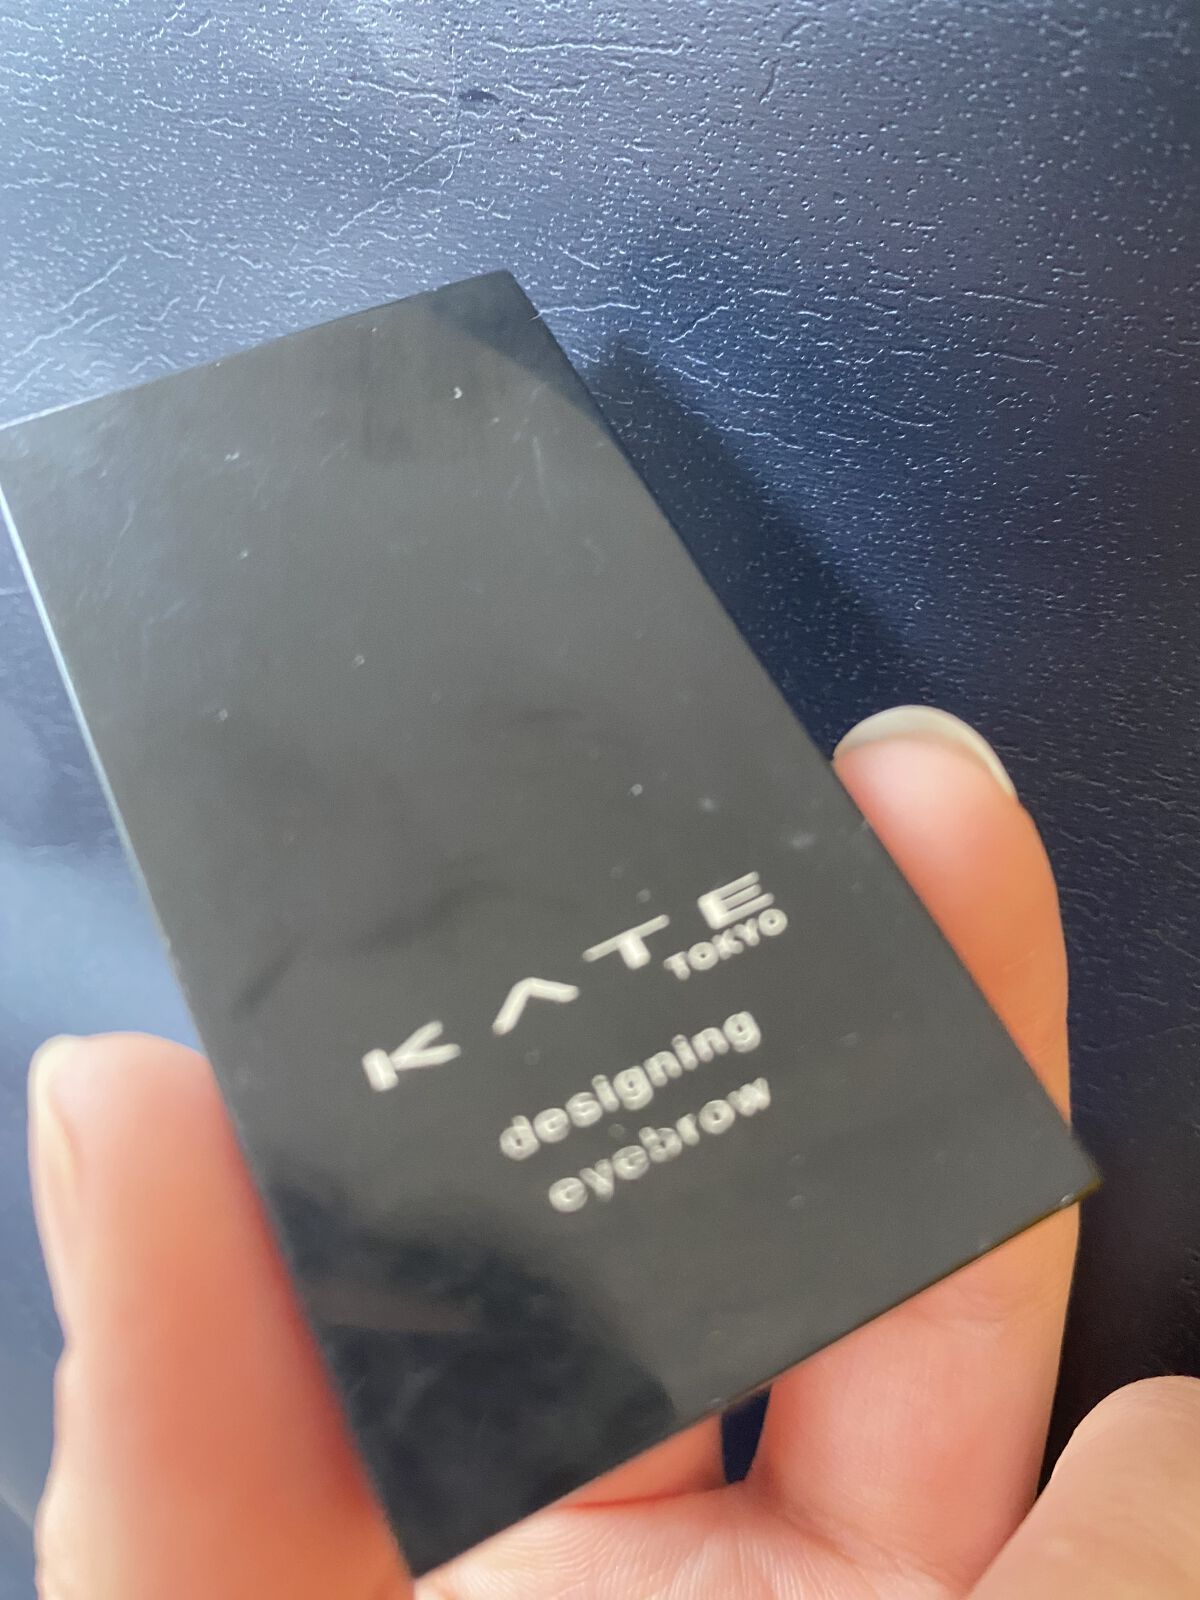 KATE
TOKYO
designing
eyebrow